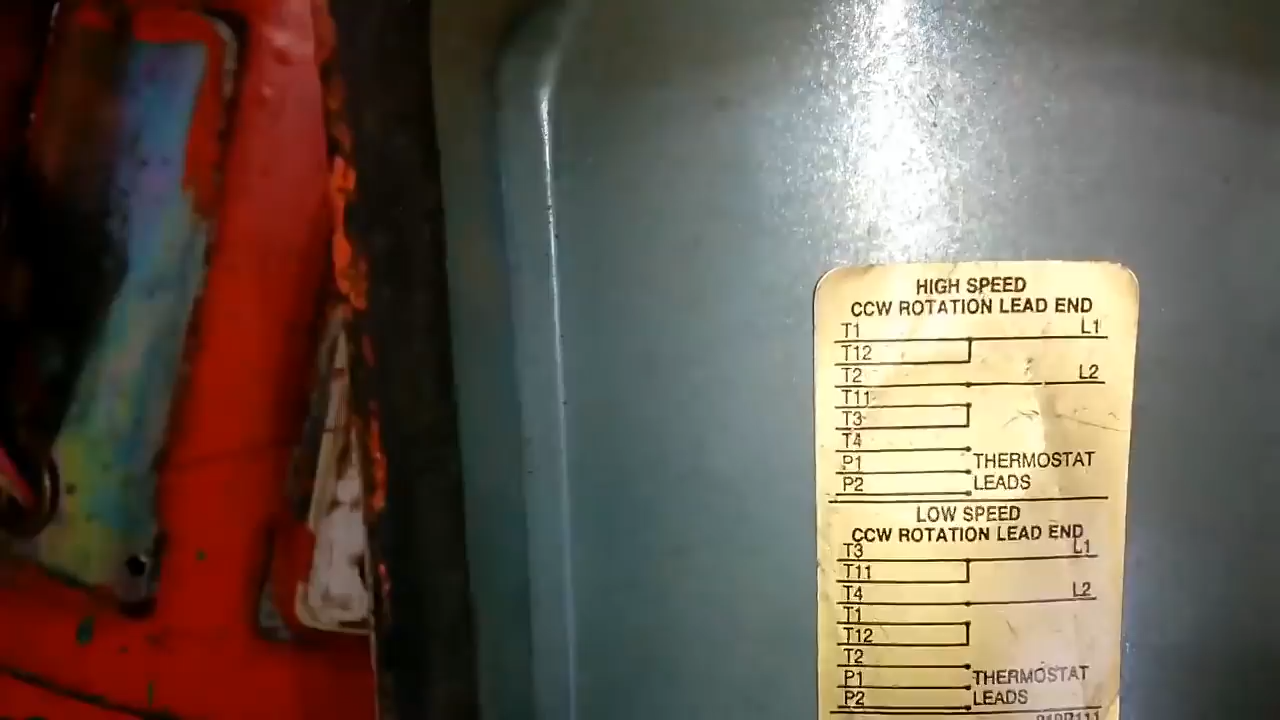 HIGH SPEED
CCW ROTATION LEAD END
T1 L1
T12
T2 L2
T11
T3
T4
P1 THERMOSTAT
P2 LEADS
LOW SPEED
CCW ROTATION LEAD END
T3 L1
T11
T4 L2
T1
T12
T2
P1 THERMOSTAT
P2 LEADS